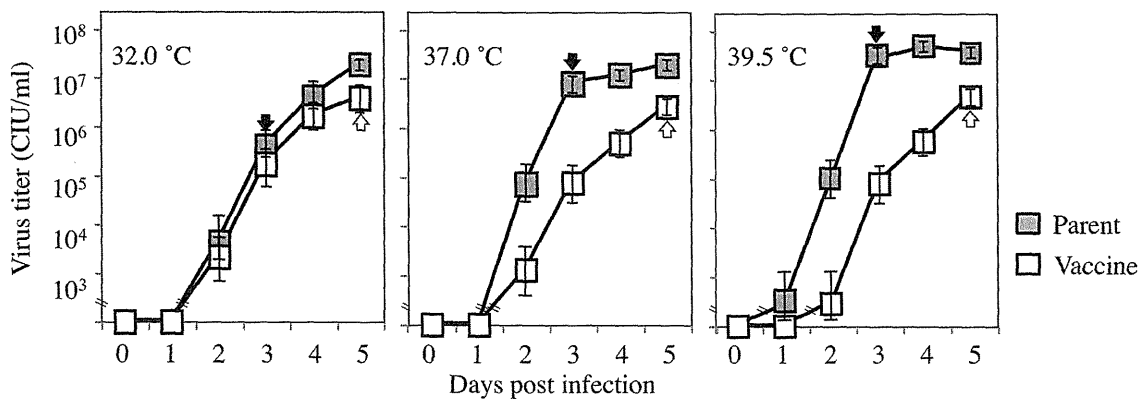 Virus titer (CIU/ml)
10⁸
10⁷
10⁶
10⁵
10⁴
10³
32.0 °C
37.0 °C
39.5 °C
0 1 2 3 4 5
0 1 2 3 4 5
0 1 2 3 4 5
Days post infection
Parent
Vaccine